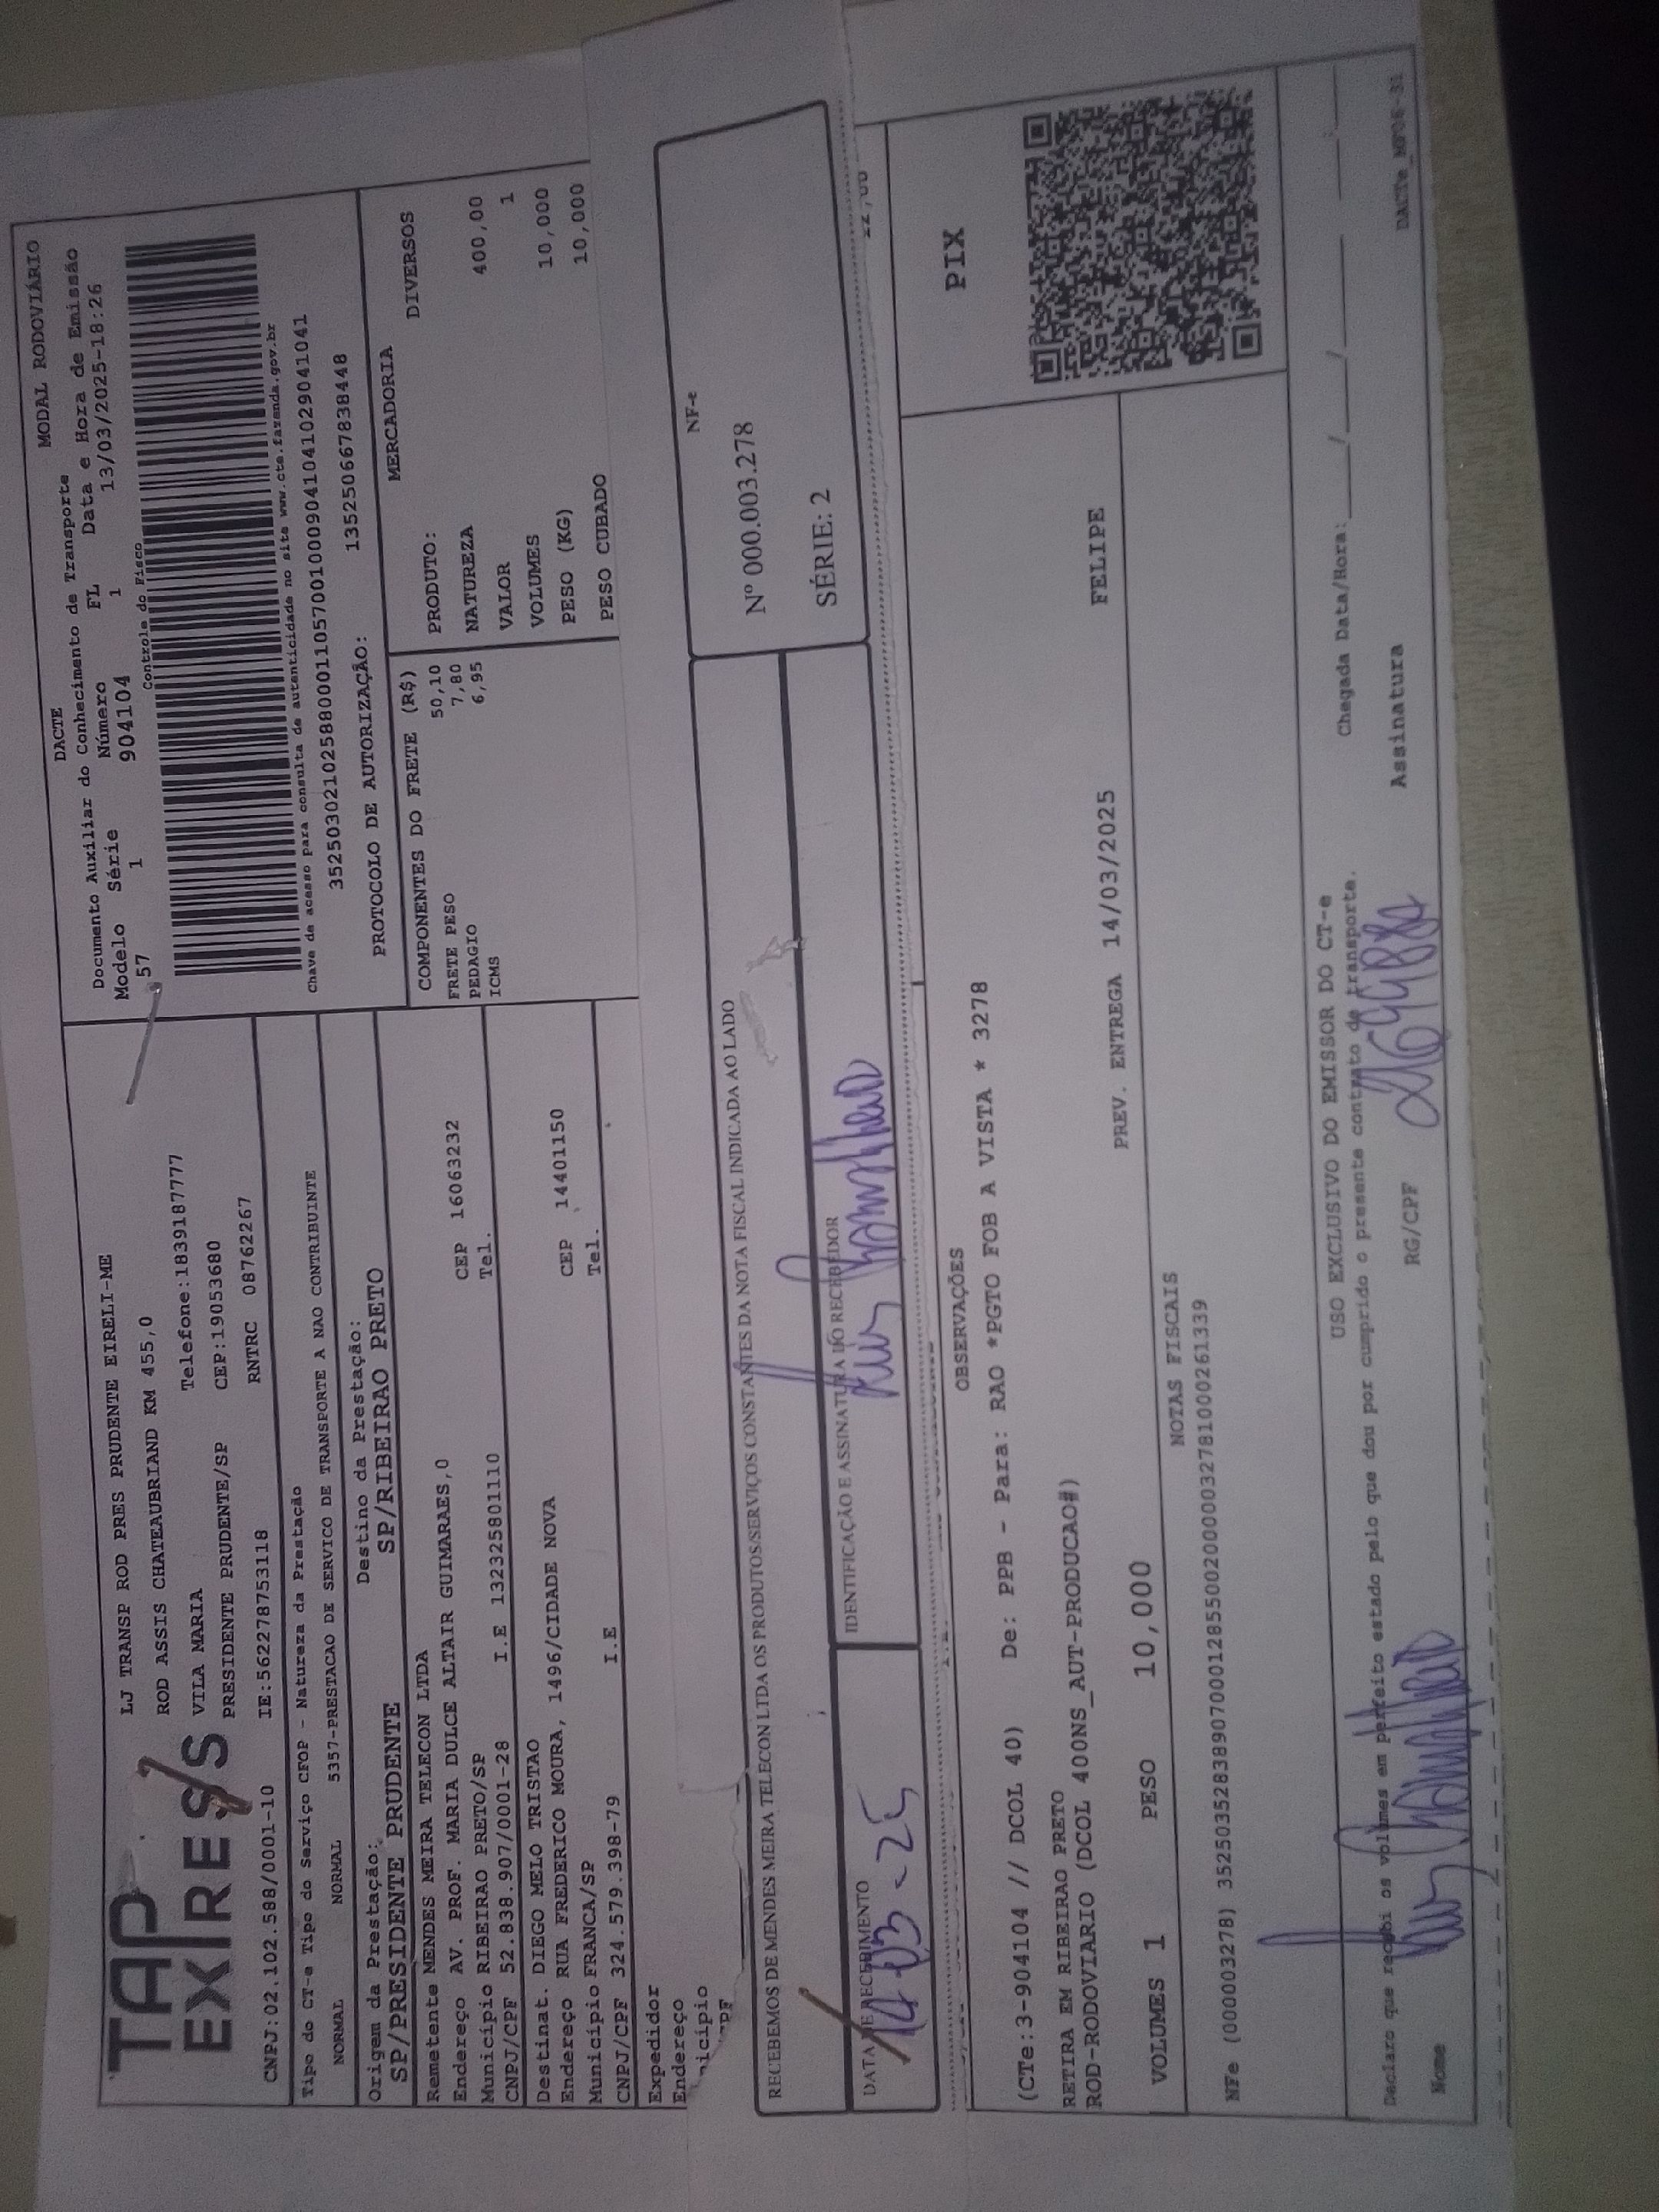 TAP
EXPRESS
LJ TRANSP ROD PRES PRUDENTE EIRELI-ME
ROD ASSIS CHATEAUBRIAND KM 455,0
VILA MARIA Telefone:1839187777
PRESIDENTE PRUDENTE/SP CEP:19053680
CNPJ:02.102.588/0001-10 IE:562278753118 RNTRC 08762267
DACTE MODAL RODOVIÁRIO
Documento Auxiliar do Conhecimento de Transporte
Modelo Série Número FL Data e Hora de Emissão
57 1 904104 1 13/03/2025-18:26
Controle do Fisco
Chave de acesso para consulta de autenticidade no site www.cte.fazenda.gov.br
35250302102588000110570010009041041029041041
PROTOCOLO DE AUTORIZAÇÃO: 135250667838448
Tipo do CT-e Tipo do Serviço CFOP - Natureza da Prestação
NORMAL NORMAL 5357-PRESTACAO DE SERVICO DE TRANSPORTE A NAO CONTRIBUINTE
Origem da Prestação: Destino da Prestação:
SP/PRESIDENTE PRUDENTE SP/RIBEIRAO PRETO
Remetente MENDES MEIRA TELECON LTDA
Endereço AV. PROF. MARIA DULCE ALTAIR GUIMARAES,0
Município RIBEIRAO PRETO/SP CEP 16063232
CNPJ/CPF 52.838.907/0001-28 I.E 132325801110 Tel.
Destinat. DIEGO MELO TRISTAO
Endereço RUA FREDERICO MOURA, 1496/CIDADE NOVA
Município FRANCA/SP CEP 14401150
CNPJ/CPF 324.579.398-79 I.E Tel.
Expedidor
Endereço
COMPONENTES DO FRETE (R$)
FRETE PESO 50,10
PEDAGIO 7,80
ICMS 6,95
MERCADORIA
PRODUTO: DIVERSOS
NATUREZA
VALOR 400,00
VOLUMES 1
PESO (KG) 10,000
PESO CUBADO 10,000
RECEBEMOS DE MENDES MEIRA TELECON LTDA OS PRODUTOS/SERVIÇOS CONSTANTES DA NOTA FISCAL INDICADA AO LADO
DATA DE RECEBIMENTO IDENTIFICAÇÃO E ASSINATURA DO RECEBEDOR
14-03-25
NF-e
Nº 000.003.278
SÉRIE: 2
OBSERVAÇÕES
PIX
(CTe:3-904104 // DCOL 40) De: PPB - Para: RAO *PGTO FOB A VISTA * 3278
RETIRA EM RIBEIRAO PRETO
ROD-RODOVIARIO (DCOL 400NS_AUT-PRODUCAO#) FELIPE
PREV. ENTREGA 14/03/2025
VOLUMES 1 PESO 10,000
NOTAS FISCAIS
NFe (000003278) 35250352838907000128550020000032781000261339
USO EXCLUSIVO DO EMISSOR DO CT-e
Declaro que recebi os volumes em perfeito estado pelo que dou por cumprido o presente contrato de transporte. Chegada Data/Hora:
Nome RG/CPF Assinatura